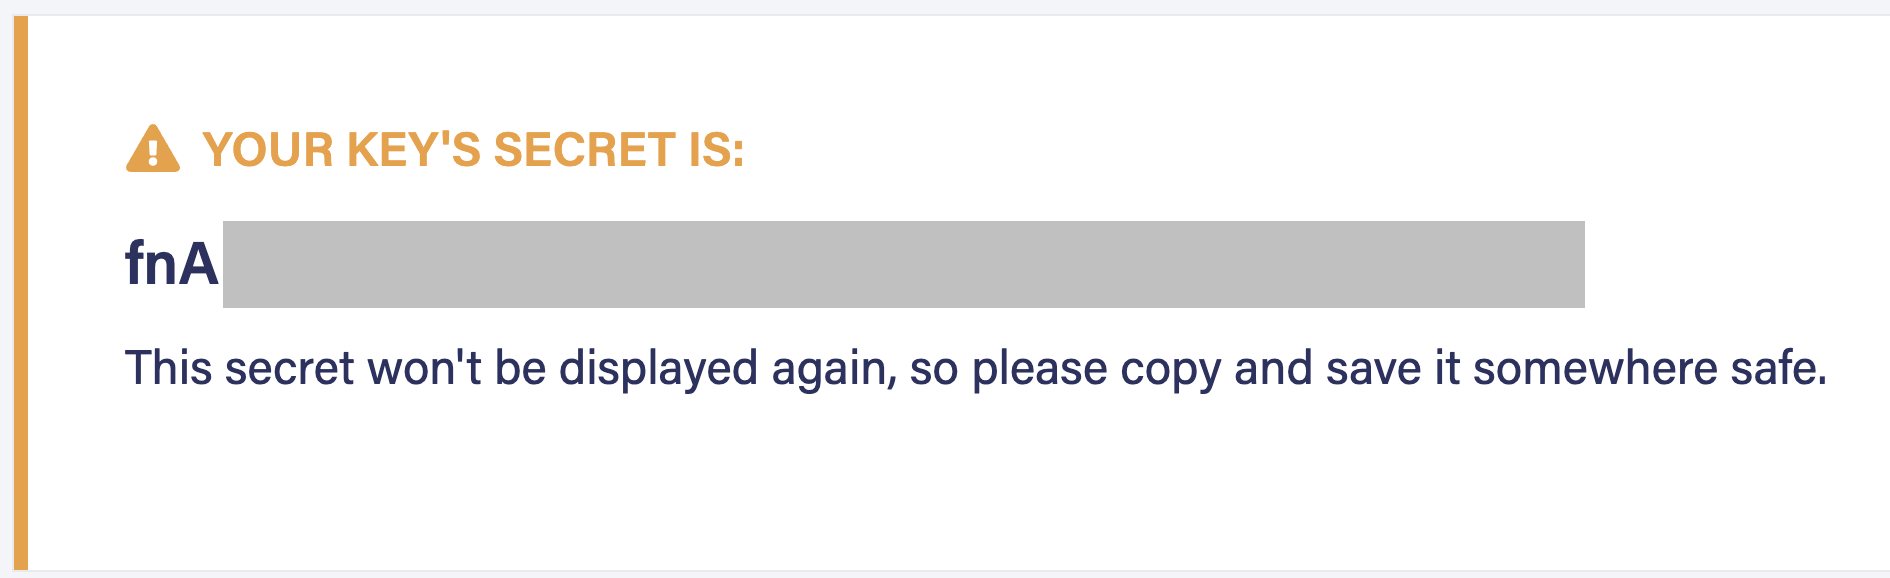 YOUR KEY'S SECRET IS:
fnA
This secret won't be displayed again, so please copy and save it somewhere safe.